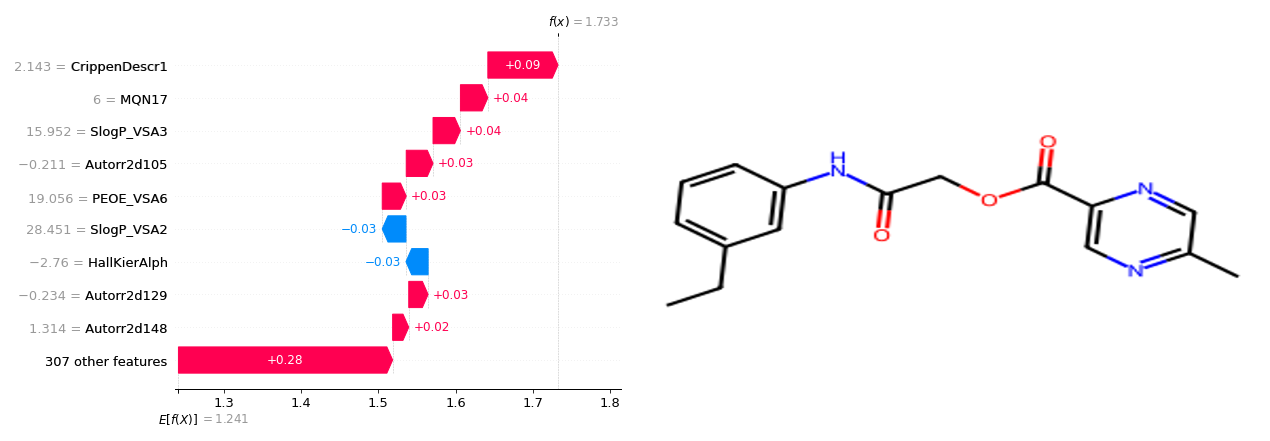 f(x) = 1.733
2.143 = CrippenDescr1
+0.09
6 = MQN17
+0.04
15.952 = SlogP_VSA3
+0.04
−0.211 = Autorr2d105
+0.03
19.056 = PEOE_VSA6
+0.03
28.451 = SlogP_VSA2
−0.03
−2.76 = HallKierAlph
−0.03
−0.234 = Autorr2d129
+0.03
1.314 = Autorr2d148
+0.02
307 other features
+0.28
1.3 1.4 1.5 1.6 1.7 1.8
E[f(X)] = 1.241
H
N
O
O
O
N
N